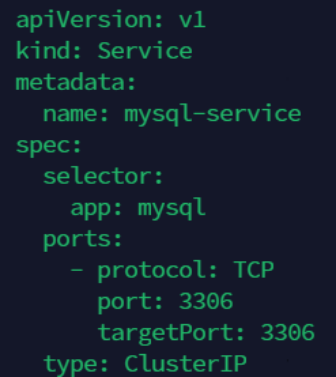 apiVersion: v1
kind: Service
metadata:
  name: mysql-service
spec:
  selector:
    app: mysql
  ports:
    - protocol: TCP
      port: 3306
      targetPort: 3306
  type: ClusterIP